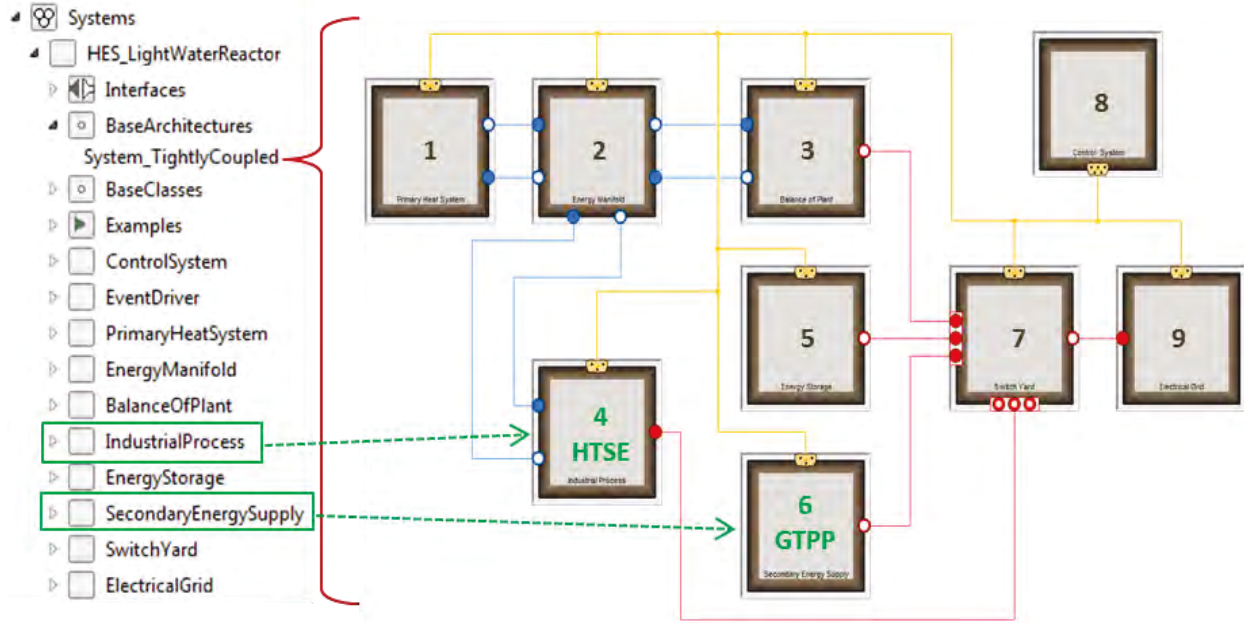 Systems
HES_LightWaterReactor
Interfaces
BaseArchitectures
System_TightlyCoupled
BaseClasses
Examples
ControlSystem
EventDriver
PrimaryHeatSystem
EnergyManifold
BalanceOfPlant
IndustrialProcess
EnergyStorage
SecondaryEnergySupply
SwitchYard
ElectricalGrid
1
Primary Heat System
2
Energy Manifold
3
Balance of Plant
8
Control System
4
HTSE
Industrial Process
5
Energy Storage
6
GTPP
Secondary Energy Supply
7
Switch Yard
9
Electrical Grid